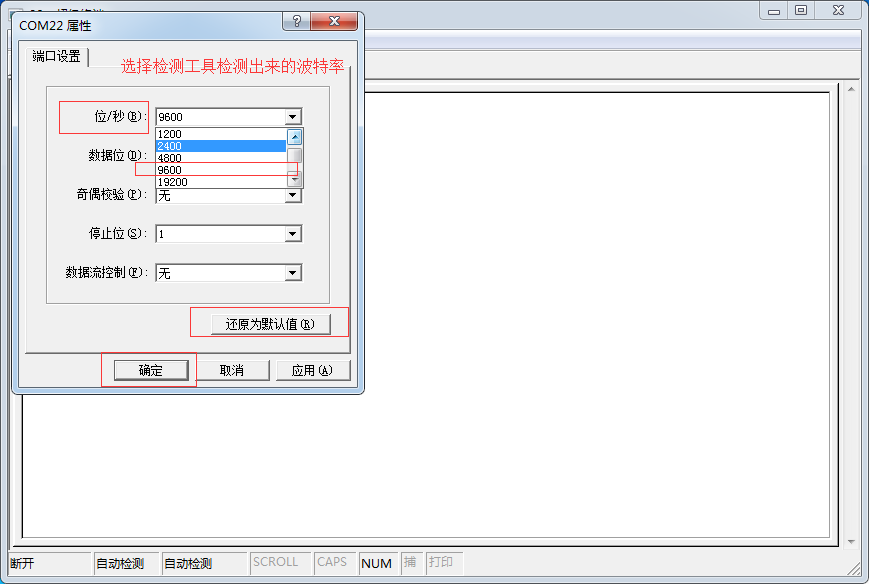 COM22 属性
端口设置
选择检测工具检测出来的波特率
位/秒(B): 9600
1200
2400
数据位(D): 4800
9600
19200
奇偶校验(P): 无
停止位(S): 1
数据流控制(F): 无
还原为默认值(R)
确定 取消 应用(A)
断开 自动检测 自动检测 SCROLL CAPS NUM 捕 打印